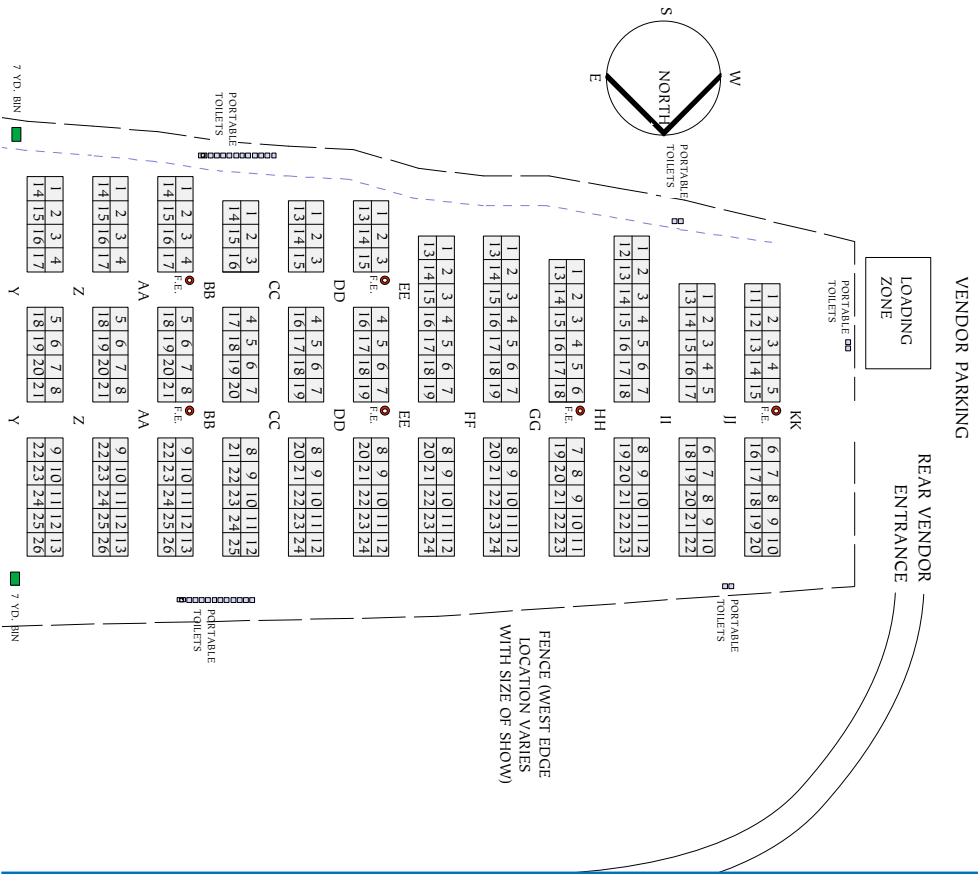 VENDOR PARKING
REAR VENDOR
ENTRANCE
LOADING
ZONE
PORTABLE
TOILETS
W
S
NORTH
E
KK
1 2 3 4 5 F.E. 6 7 8 9 10
11 12 13 14 15 16 17 18 19 20
PORTABLE
TOILETS
JJ
1 2 3 4 5 6 7 8 9 10
13 14 15 16 17 18 19 20 21 22
PORTABLE
TOILETS
II
1 2 3 4 5 6 7 8 9 10 11 12
12 13 14 15 16 17 18 19 20 21 22 23
HH
1 2 3 4 5 6 F.E. 7 8 9 10 11
13 14 15 16 17 18 19 20 21 22 23
FENCE (WEST EDGE
LOCATION VARIES
WITH SIZE OF SHOW)
GG
1 2 3 4 5 6 7 8 9 10 11 12
13 14 15 16 17 18 19 20 21 22 23 24
FF
1 2 3 4 5 6 7 8 9 10 11 12
13 14 15 16 17 18 19 20 21 22 23 24
EE EE
1 2 3 F.E. 4 5 6 7 F.E. 8 9 10 11 12
13 14 15 16 17 18 19 20 21 22 23 24
DD DD
1 2 3 4 5 6 7 8 9 10 11 12
13 14 15 16 17 18 19 20 21 22 23 24
CC CC
1 2 3 4 5 6 7 8 9 10 11 12
14 15 16 17 18 19 20 21 22 23 24 25
PORTABLE
TOILETS
PORTABLE
TOILETS
BB BB
1 2 3 4 F.E. 5 6 7 8 F.E. 9 10 11 12 13
14 15 16 17 18 19 20 21 22 23 24 25 26
AA AA
1 2 3 4 5 6 7 8 9 10 11 12 13
14 15 16 17 18 19 20 21 22 23 24 25 26
Z Z
1 2 3 4 5 6 7 8 9 10 11 12 13
14 15 16 17 18 19 20 21 22 23 24 25 26
7 YD. BIN Y Y 7 YD. BIN